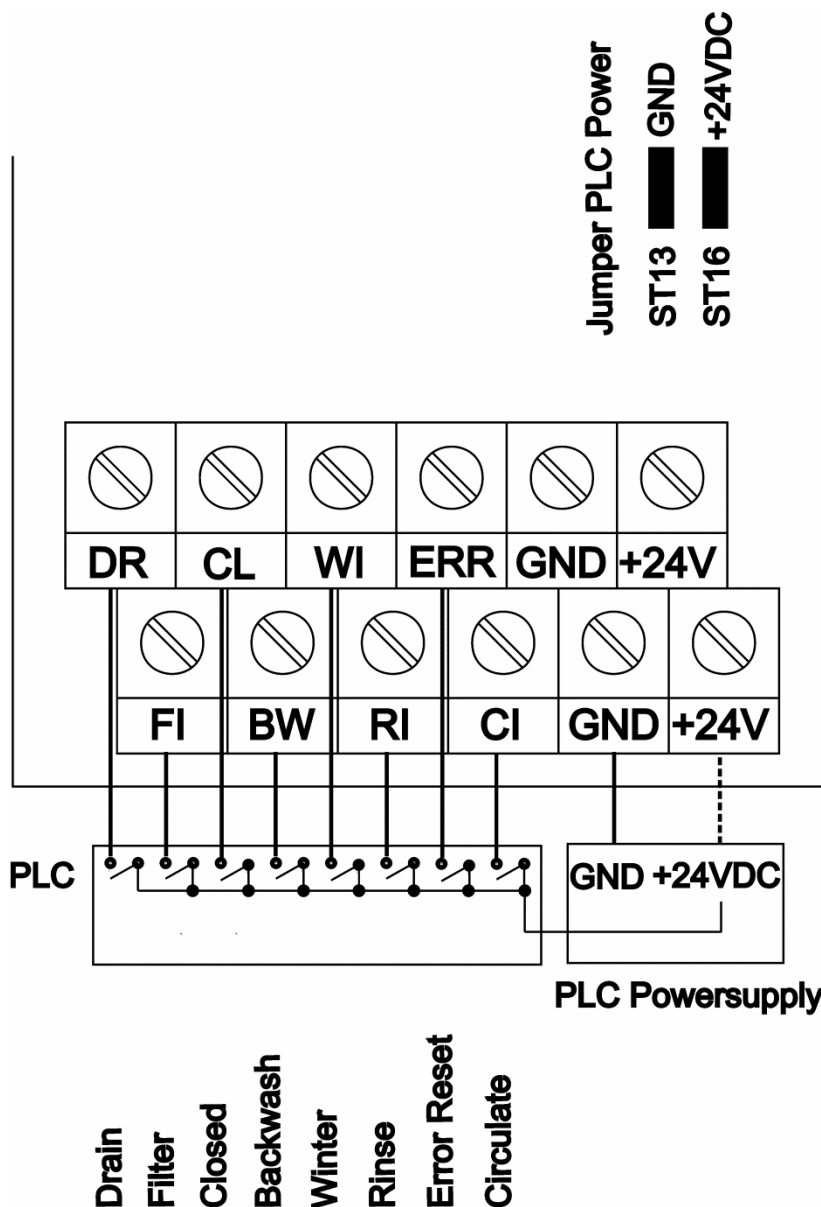 Jumper PLC Power
ST13 GND
ST16 +24VDC
DR CL WI ERR GND +24V
FI BW RI CI GND +24V
PLC
GND +24VDC
PLC Powersupply
Drain
Filter
Closed
Backwash
Winter
Rinse
Error Reset
Circulate